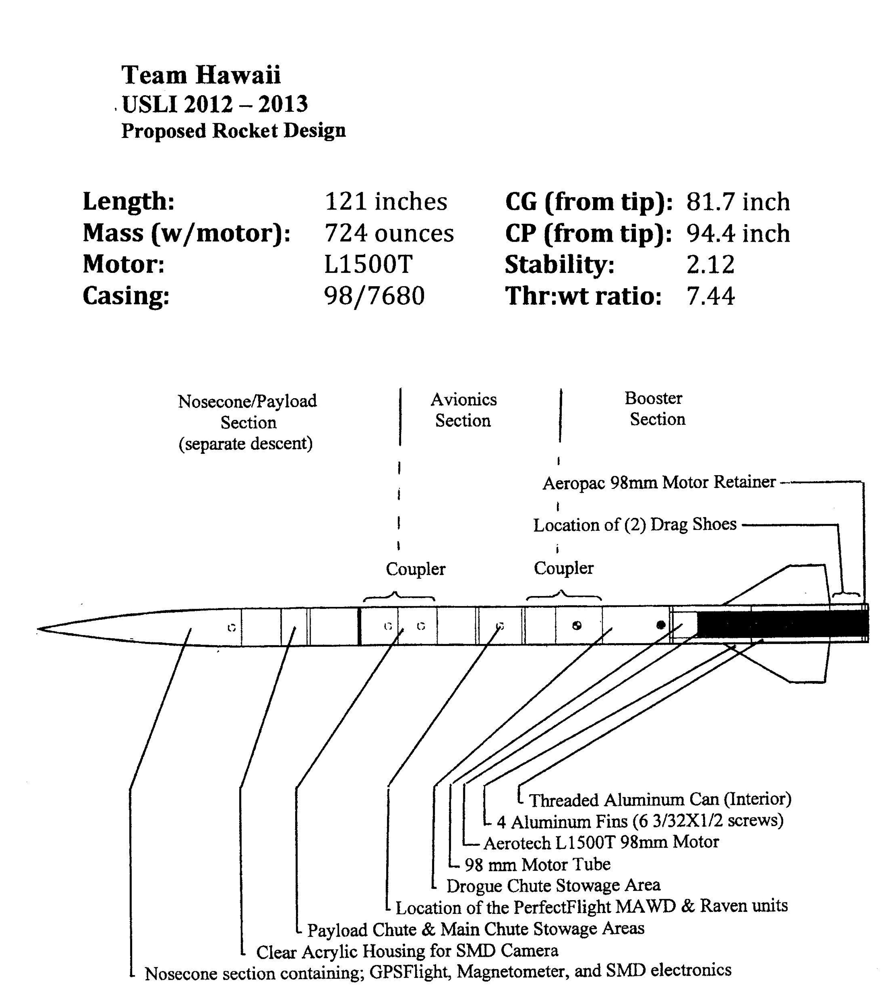 Team Hawaii
USLI 2012 – 2013
Proposed Rocket Design
Length: 121 inches CG (from tip): 81.7 inch
Mass (w/motor): 724 ounces CP (from tip): 94.4 inch
Motor: L1500T Stability: 2.12
Casing: 98/7680 Thr:wt ratio: 7.44
Nosecone/Payload
Section
(separate descent)
Avionics
Section
Booster
Section
Aeropac 98mm Motor Retainer
Location of (2) Drag Shoes
Coupler
Coupler
Threaded Aluminum Can (Interior)
4 Aluminum Fins (6 3/32X1/2 screws)
Aerotech L1500T 98mm Motor
98 mm Motor Tube
Drogue Chute Stowage Area
Location of the PerfectFlight MAWD & Raven units
Payload Chute & Main Chute Stowage Areas
Clear Acrylic Housing for SMD Camera
Nosecone section containing; GPSFlight, Magnetometer, and SMD electronics